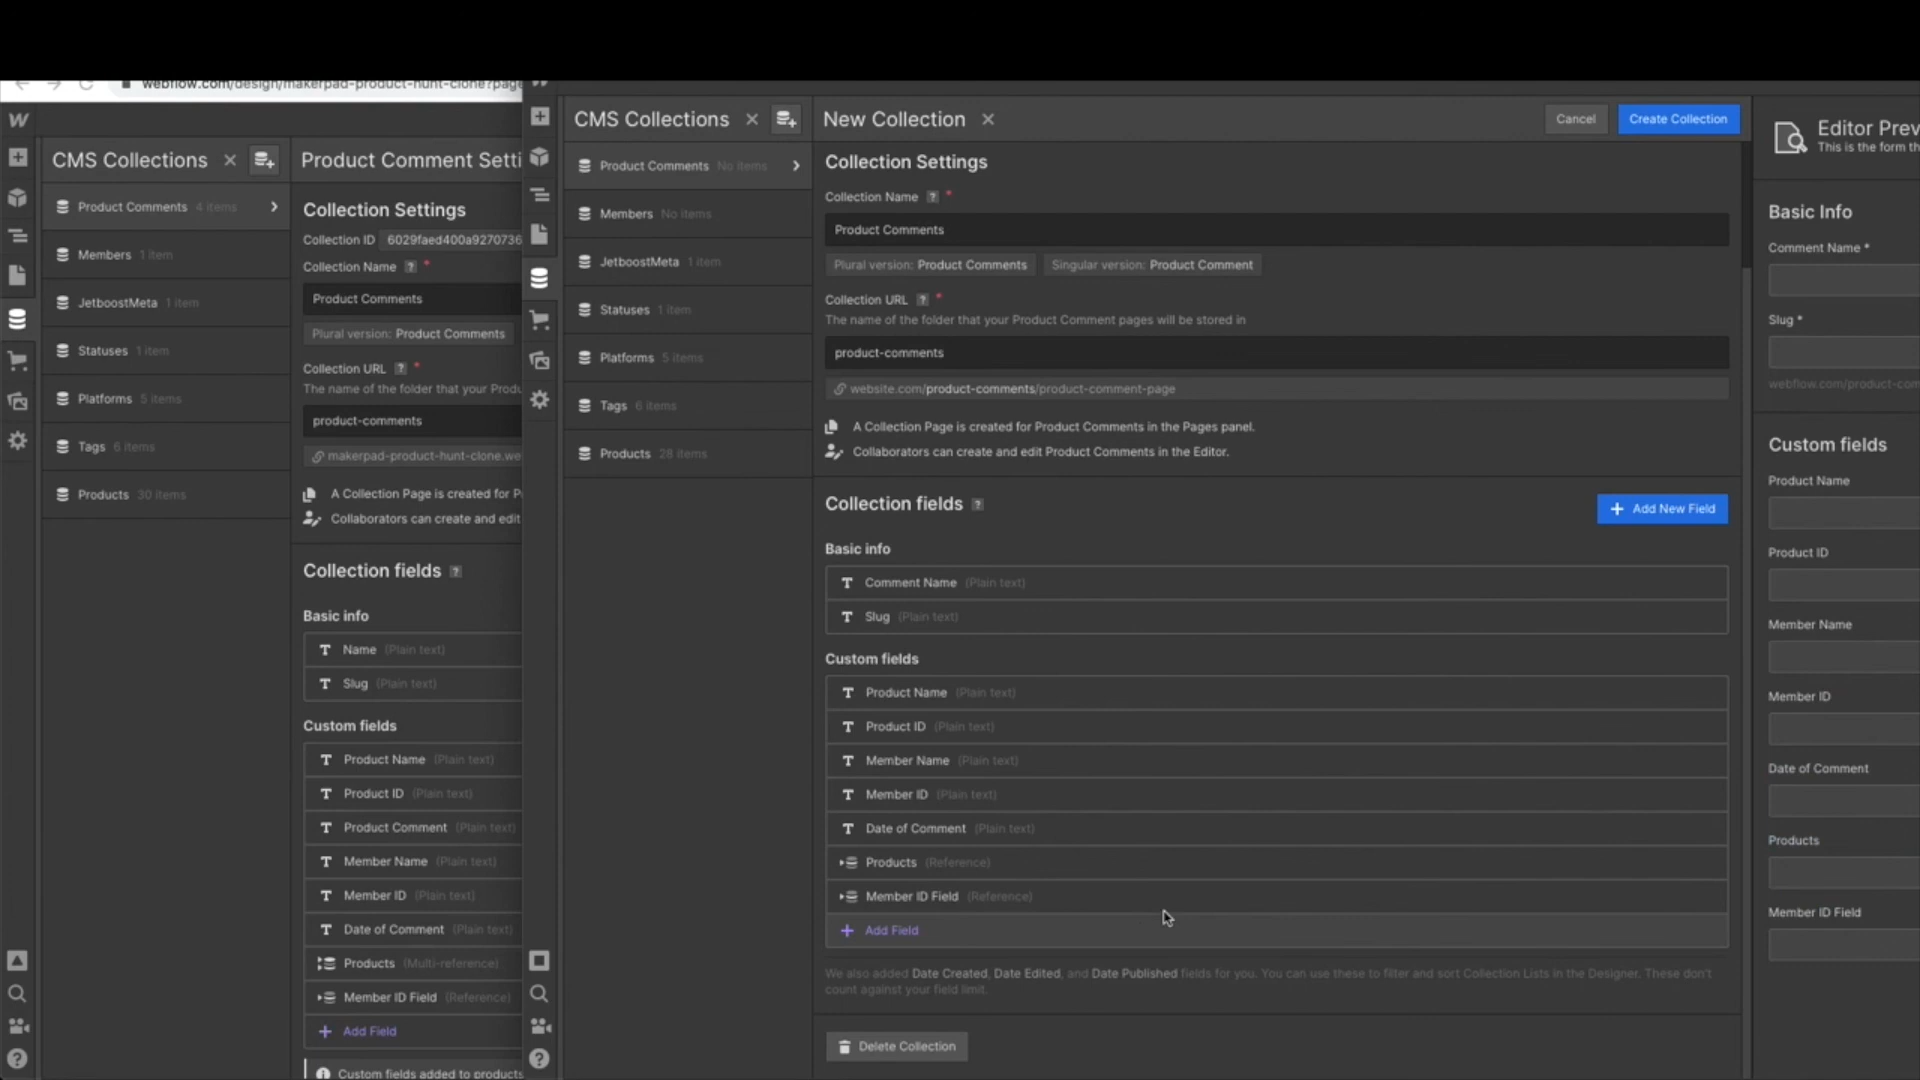 webflow.com/design/makerpad-product-hunt-clone?page
CMS Collections
Product Comments 4 items
Members 1 item
JetboostMeta 1 item
Statuses 1 item
Platforms 5 items
Tags 6 items
Products 30 items
Product Comment Setti
Collection Settings
Collection ID 6029faed400a9270736
Collection Name ? *
Product Comments
Plural version: Product Comments
Collection URL ? *
The name of the folder that your Produ
product-comments
makerpad-product-hunt-clone.we
A Collection Page is created for P
Collaborators can create and edit
Collection fields ?
Basic info
Name (Plain text)
Slug (Plain text)
Custom fields
Product Name (Plain text)
Product ID (Plain text)
Product Comment (Plain text)
Member Name (Plain text)
Member ID (Plain text)
Date of Comment (Plain text)
Products (Multi-reference)
Member ID Field (Reference)
+ Add Field
Custom fields added to products
CMS Collections
Product Comments No items
Members No items
JetboostMeta 1 item
Statuses 1 item
Platforms 5 items
Tags 6 items
Products 28 items
New Collection
Cancel
Create Collection
Collection Settings
Collection Name ? *
Product Comments
Plural version: Product Comments
Singular version: Product Comment
Collection URL ? *
The name of the folder that your Product Comment pages will be stored in
product-comments
website.com/product-comments/product-comment-page
A Collection Page is created for Product Comments in the Pages panel.
Collaborators can create and edit Product Comments in the Editor.
Collection fields ?
+ Add New Field
Basic info
Comment Name (Plain text)
Slug (Plain text)
Custom fields
Product Name (Plain text)
Product ID (Plain text)
Member Name (Plain text)
Member ID (Plain text)
Date of Comment (Plain text)
Products (Reference)
Member ID Field (Reference)
+ Add Field
We also added Date Created, Date Edited, and Date Published fields for you. You can use these to filter and sort Collection Lists in the Designer. These don't
count against your field limit.
Delete Collection
Editor Prev
This is the form th
Basic Info
Comment Name *
Slug *
webflow.com/product-com
Custom fields
Product Name
Product ID
Member Name
Member ID
Date of Comment
Products
Member ID Field